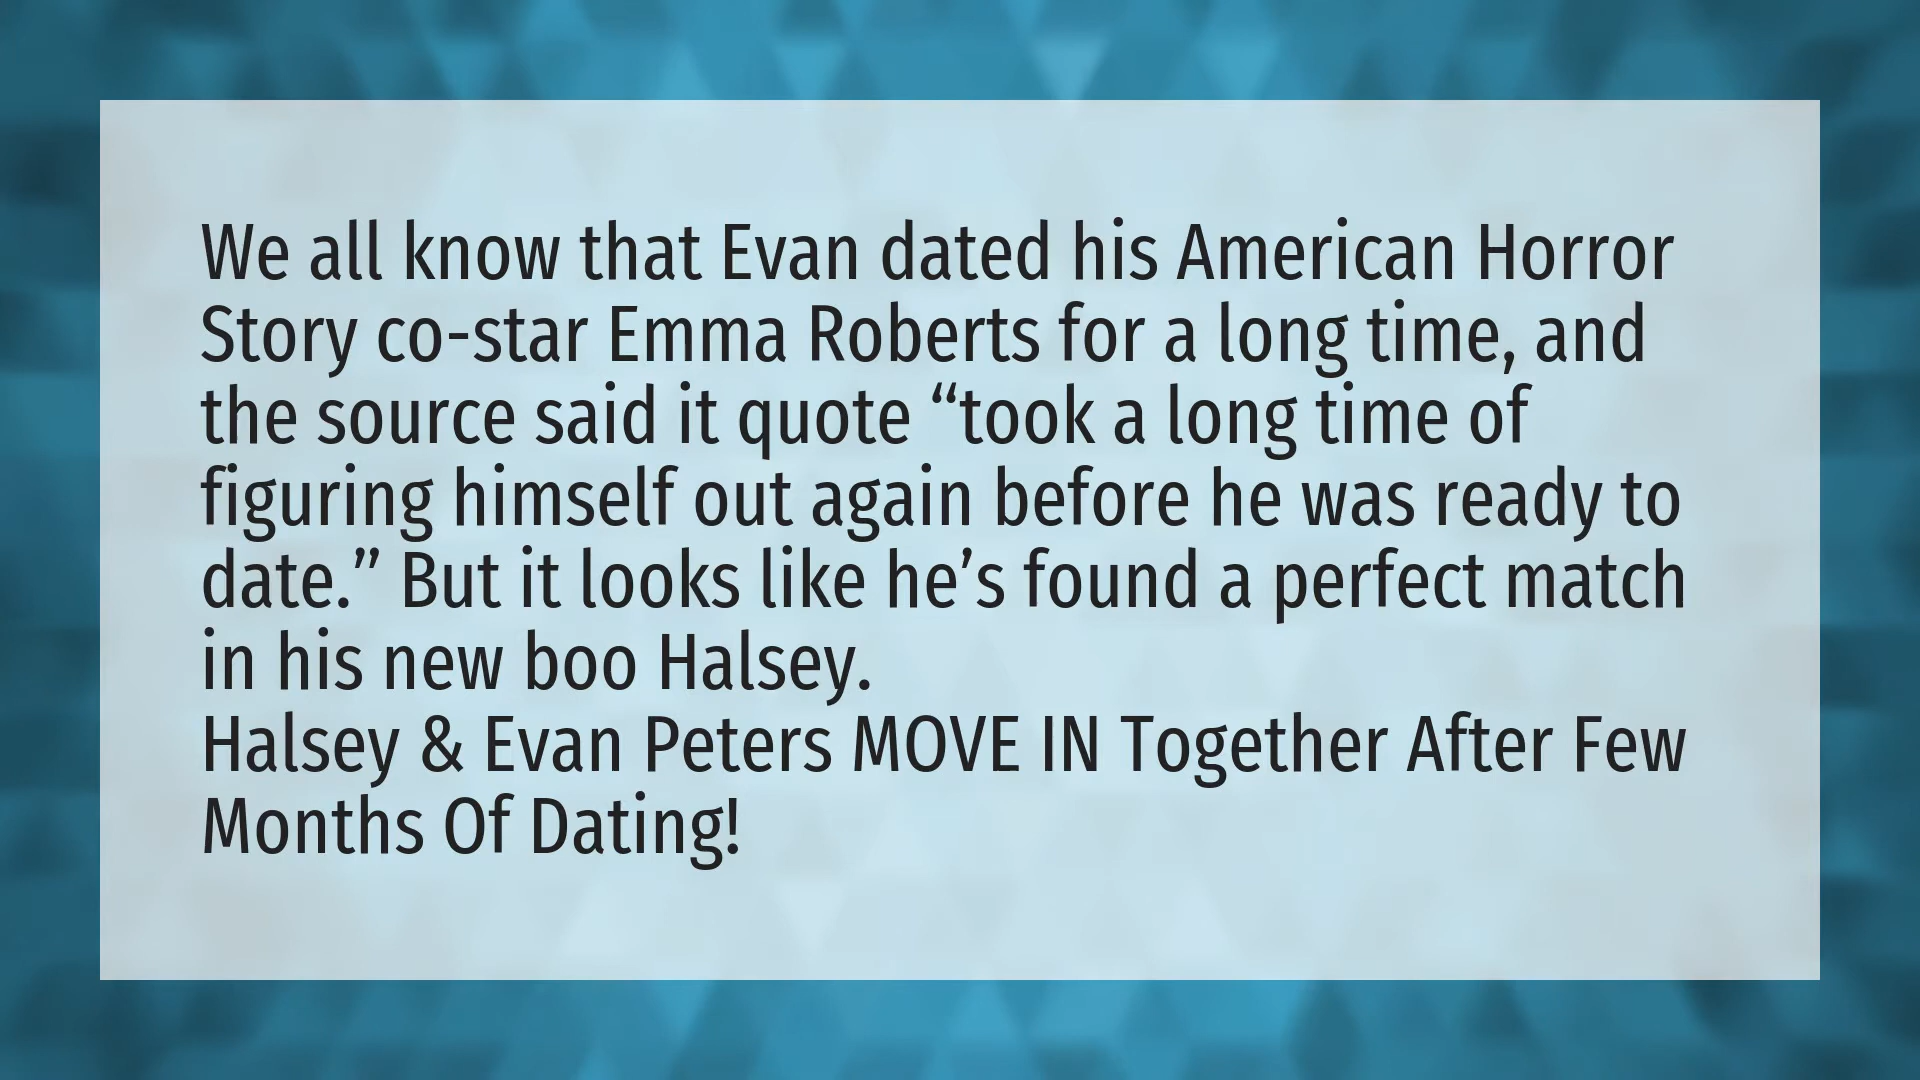 We all know that Evan dated his American Horror
Story co-star Emma Roberts for a long time, and
the source said it quote “took a long time of
figuring himself out again before he was ready to
date.” But it looks like he’s found a perfect match
in his new boo Halsey.
Halsey & Evan Peters MOVE IN Together After Few
Months Of Dating!